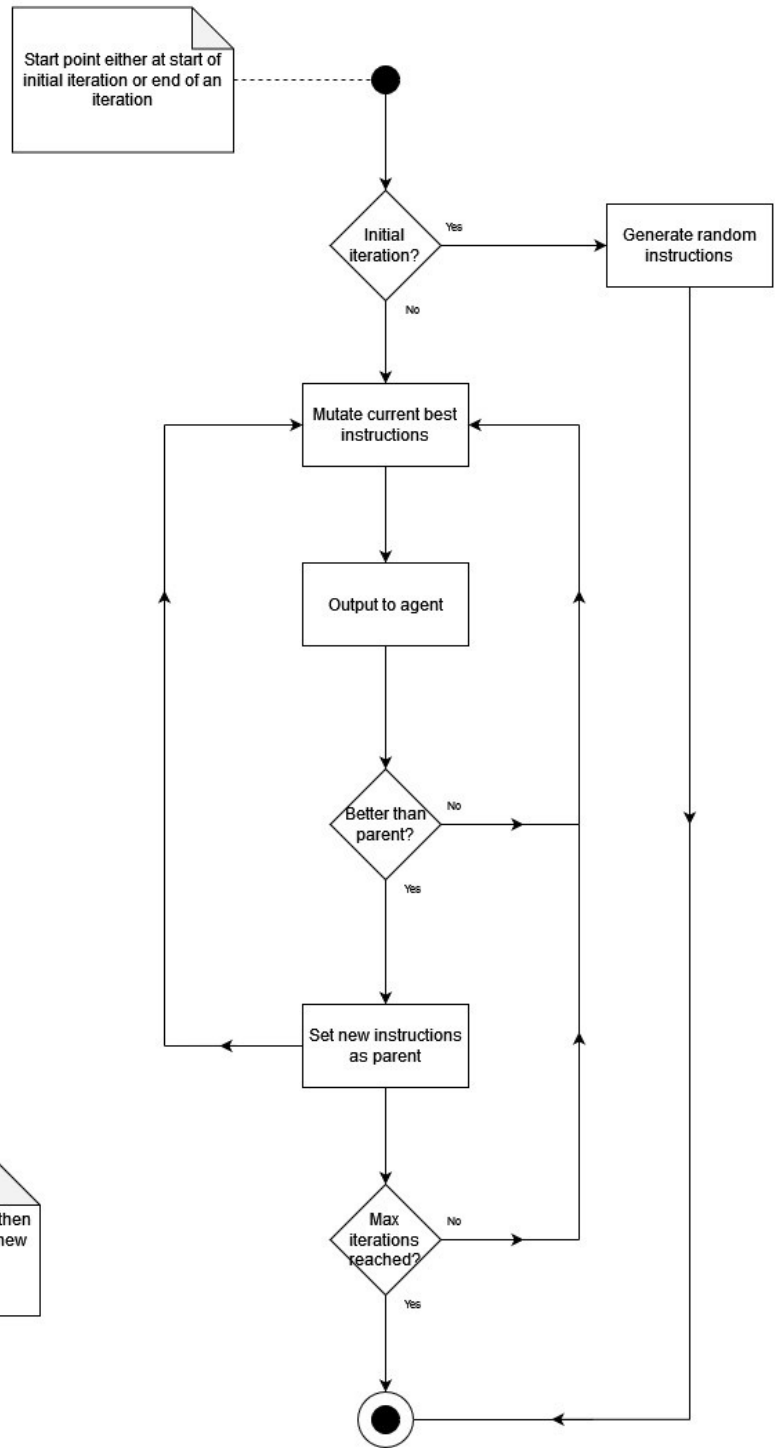 Start point either at start of
initial iteration or end of an
iteration
Initial
iteration?
Yes
Generate random
instructions
No
Mutate current best
instructions
Output to agent
Better than
parent?
No
Yes
Set new instructions
as parent
then
new
Max
iterations
reached?
No
Yes